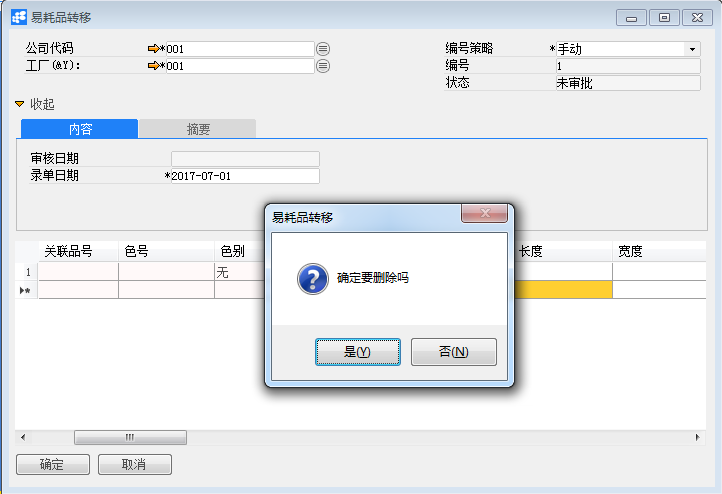 易耗品转移
公司代码 *001
编号策略 *手动
工厂(&Y): *001
编号 1
状态 未审批
收起
内容 摘要
审核日期
录单日期 *2017-07-01
易耗品转移
确定要删除吗
是(Y) 否(N)
关联品号 色号 色别 长度 宽度
1 无
▶*
确定 取消